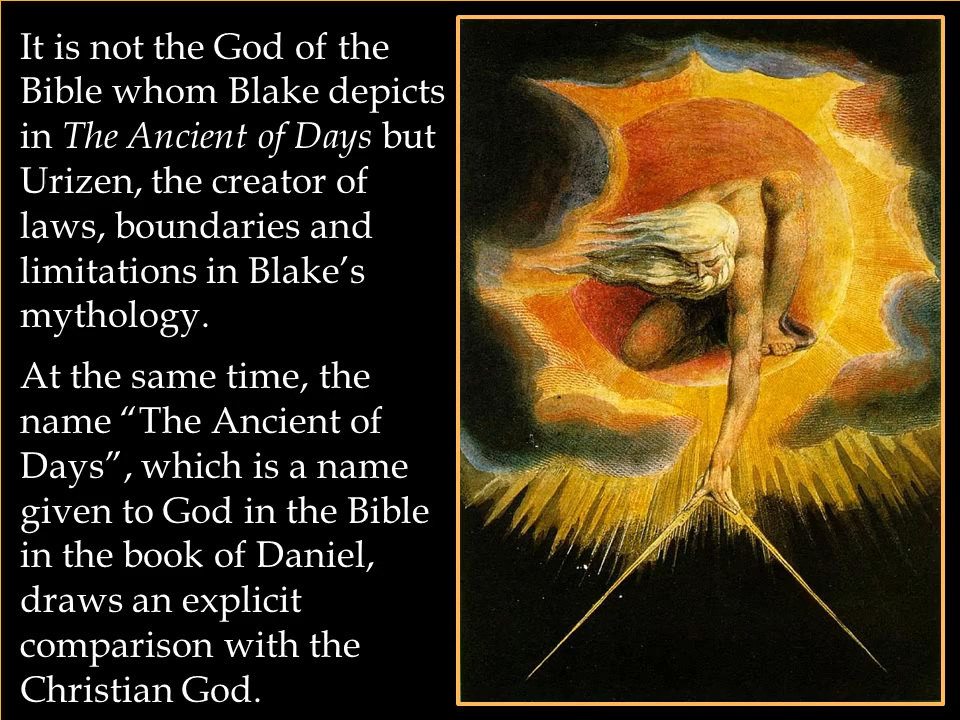 It is not the God of the
Bible whom Blake depicts
in The Ancient of Days but
Urizen, the creator of
laws, boundaries and
limitations in Blake’s
mythology.
At the same time, the
name “The Ancient of
Days”, which is a name
given to God in the Bible
in the book of Daniel,
draws an explicit
comparison with the
Christian God.